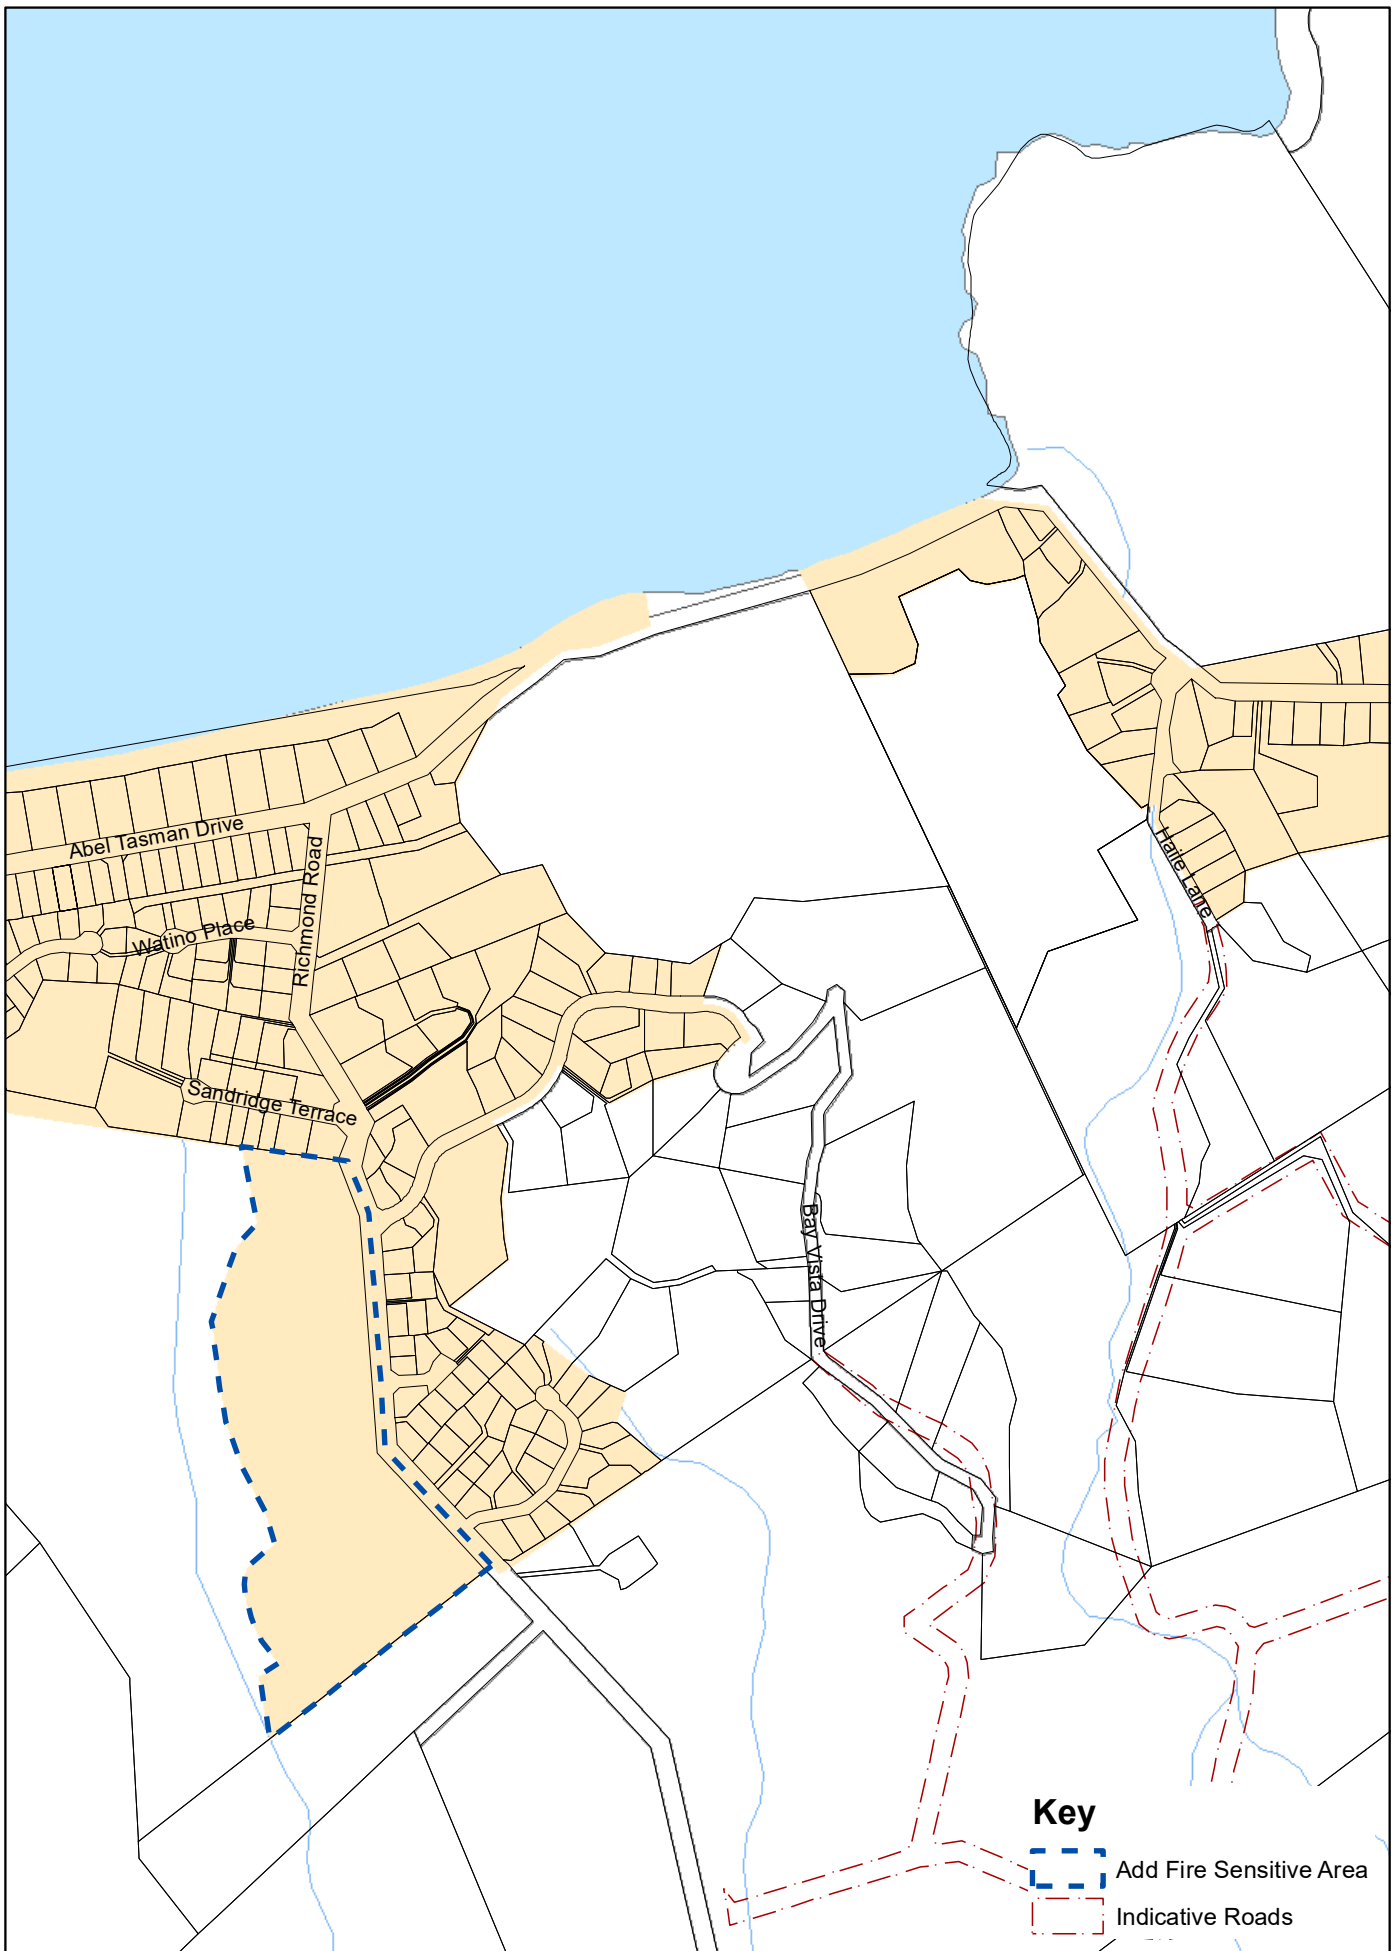 Abel Tasman Drive
Richmond Road
Watino Place
Haile Lane
Sandridge Terrace
Bay Vista Drive
Key
Add Fire Sensitive Area
Indicative Roads